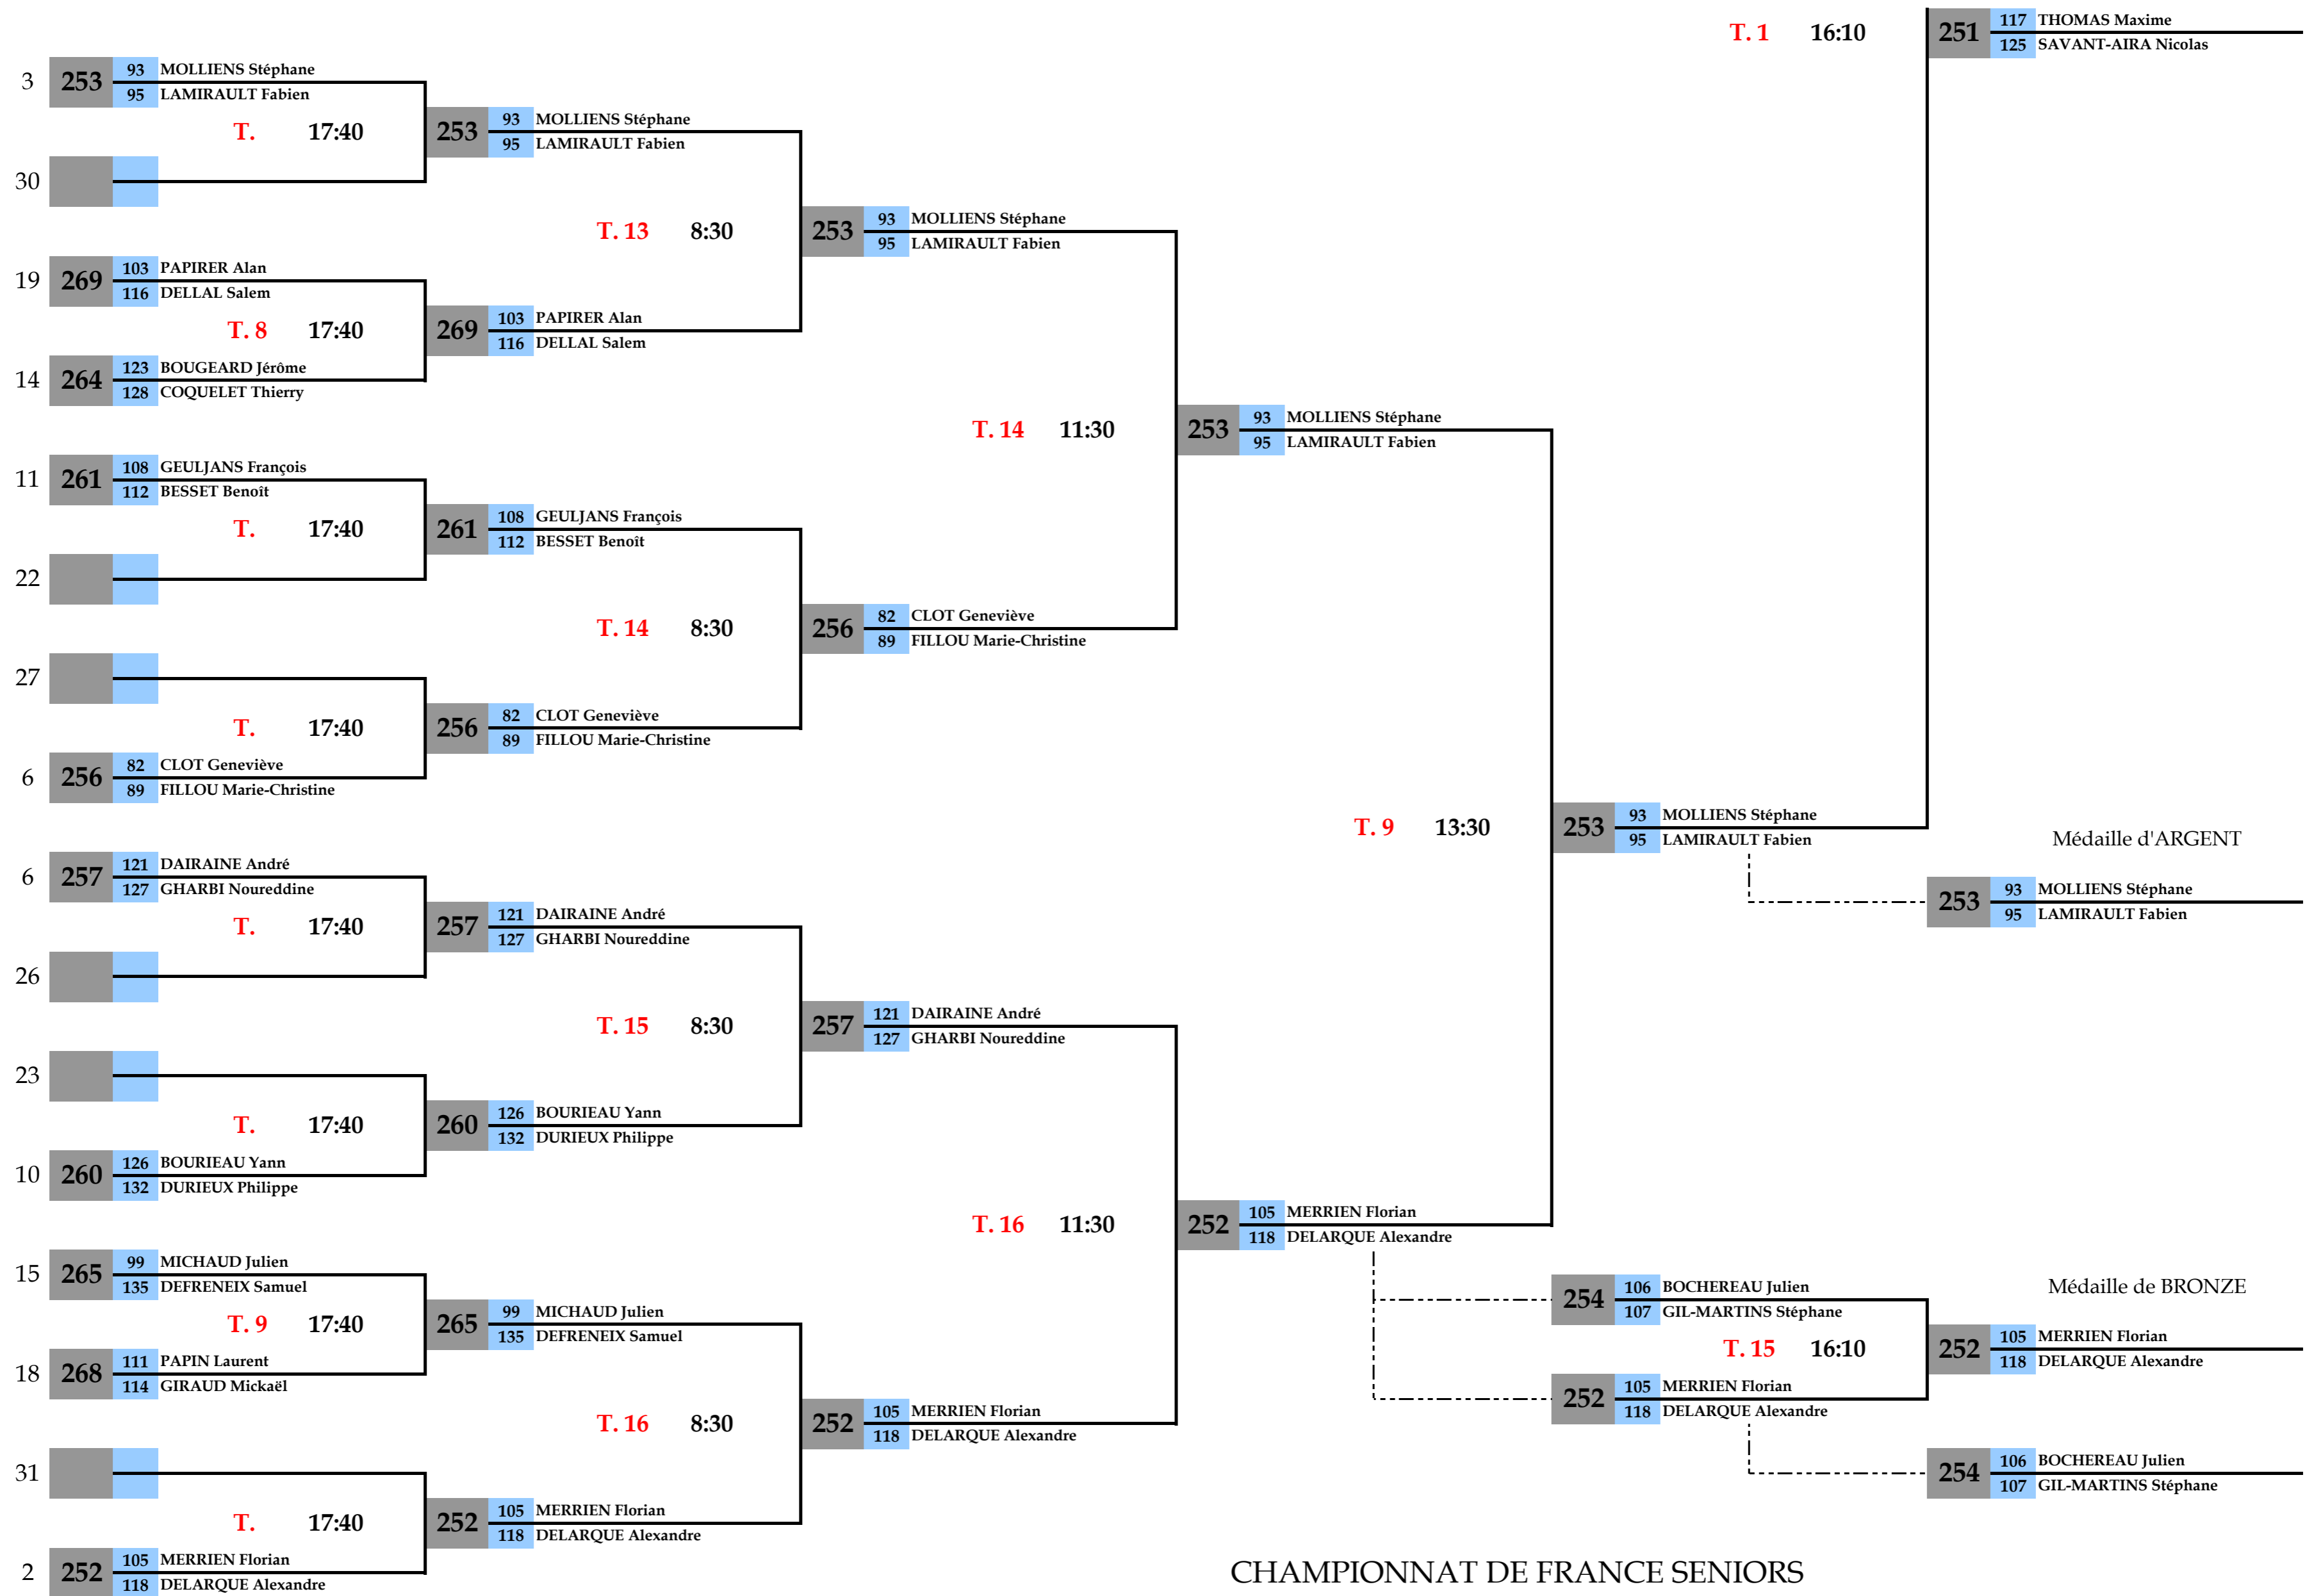 T. 1 16:10 251 117 THOMAS Maxime
125 SAVANT-AIRA Nicolas
3 253 93 MOLLIENS Stéphane
95 LAMIRAULT Fabien
T. 17:40 253 93 MOLLIENS Stéphane
95 LAMIRAULT Fabien
30
T. 13 8:30 253 93 MOLLIENS Stéphane
95 LAMIRAULT Fabien
19 269 103 PAPIRER Alan
116 DELLAL Salem
T. 8 17:40 269 103 PAPIRER Alan
116 DELLAL Salem
14 264 123 BOUGEARD Jérôme
128 COQUELET Thierry
T. 14 11:30 253 93 MOLLIENS Stéphane
95 LAMIRAULT Fabien
11 261 108 GEULJANS François
112 BESSET Benoît
T. 17:40 261 108 GEULJANS François
112 BESSET Benoît
22
T. 14 8:30 256 82 CLOT Geneviève
89 FILLOU Marie-Christine
27
T. 17:40 256 82 CLOT Geneviève
89 FILLOU Marie-Christine
6 256 82 CLOT Geneviève
89 FILLOU Marie-Christine
T. 9 13:30 253 93 MOLLIENS Stéphane
95 LAMIRAULT Fabien
Médaille d'ARGENT
6 257 121 DAIRAINE André
127 GHARBI Noureddine
253 93 MOLLIENS Stéphane
95 LAMIRAULT Fabien
T. 17:40 257 121 DAIRAINE André
127 GHARBI Noureddine
26
T. 15 8:30 257 121 DAIRAINE André
127 GHARBI Noureddine
23
T. 17:40 260 126 BOURIEAU Yann
132 DURIEUX Philippe
10 260 126 BOURIEAU Yann
132 DURIEUX Philippe
T. 16 11:30 252 105 MERRIEN Florian
118 DELARQUE Alexandre
15 265 99 MICHAUD Julien
135 DEFRENEIX Samuel
254 106 BOCHEREAU Julien
107 GIL-MARTINS Stéphane
Médaille de BRONZE
T. 9 17:40 265 99 MICHAUD Julien
135 DEFRENEIX Samuel
T. 15 16:10 252 105 MERRIEN Florian
118 DELARQUE Alexandre
18 268 111 PAPIN Laurent
114 GIRAUD Mickaël
252 105 MERRIEN Florian
118 DELARQUE Alexandre
T. 16 8:30 252 105 MERRIEN Florian
118 DELARQUE Alexandre
31
254 106 BOCHEREAU Julien
107 GIL-MARTINS Stéphane
T. 17:40 252 105 MERRIEN Florian
118 DELARQUE Alexandre
2 252 105 MERRIEN Florian
118 DELARQUE Alexandre
CHAMPIONNAT DE FRANCE SENIORS